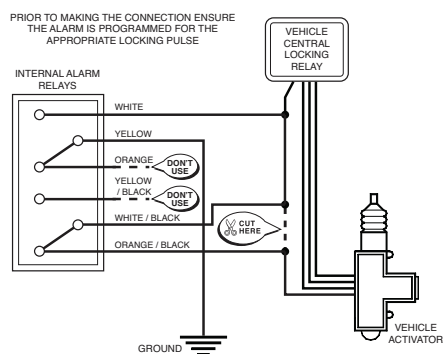 PRIOR TO MAKING THE CONNECTION ENSURE
THE ALARM IS PROGRAMMED FOR THE
APPROPRIATE LOCKING PULSE
VEHICLE
CENTRAL
LOCKING
RELAY
INTERNAL ALARM
RELAYS
WHITE
YELLOW
ORANGE
DON'T
USE
YELLOW
/ BLACK
DON'T
USE
WHITE / BLACK
CUT
HERE
ORANGE / BLACK
GROUND
VEHICLE
ACTIVATOR